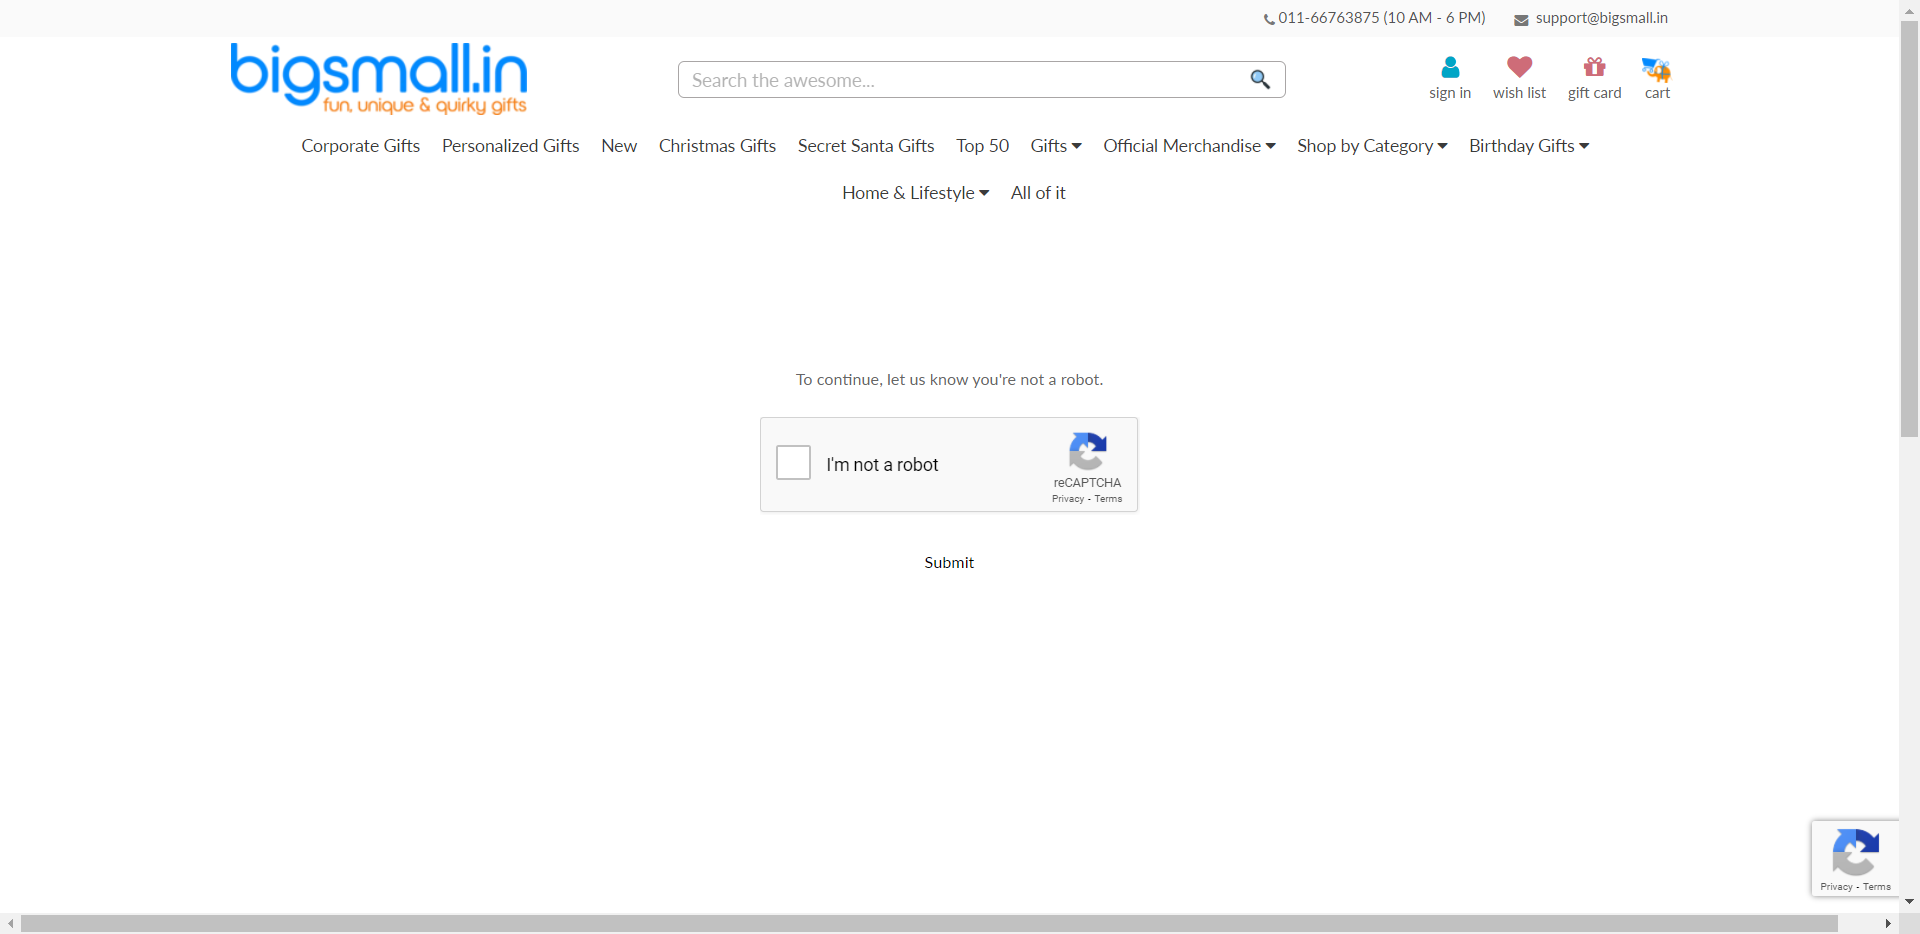 011-66763875 (10 AM - 6 PM) support@bigsmall.in
bigsmall.in
fun, unique & quirky gifts
Search the awesome...
sign in wish list gift card cart
Corporate Gifts Personalized Gifts New Christmas Gifts Secret Santa Gifts Top 50 Gifts Official Merchandise Shop by Category Birthday Gifts
Home & Lifestyle All of it
To continue, let us know you're not a robot.
I'm not a robot
reCAPTCHA
Privacy - Terms
Submit
Privacy - Terms